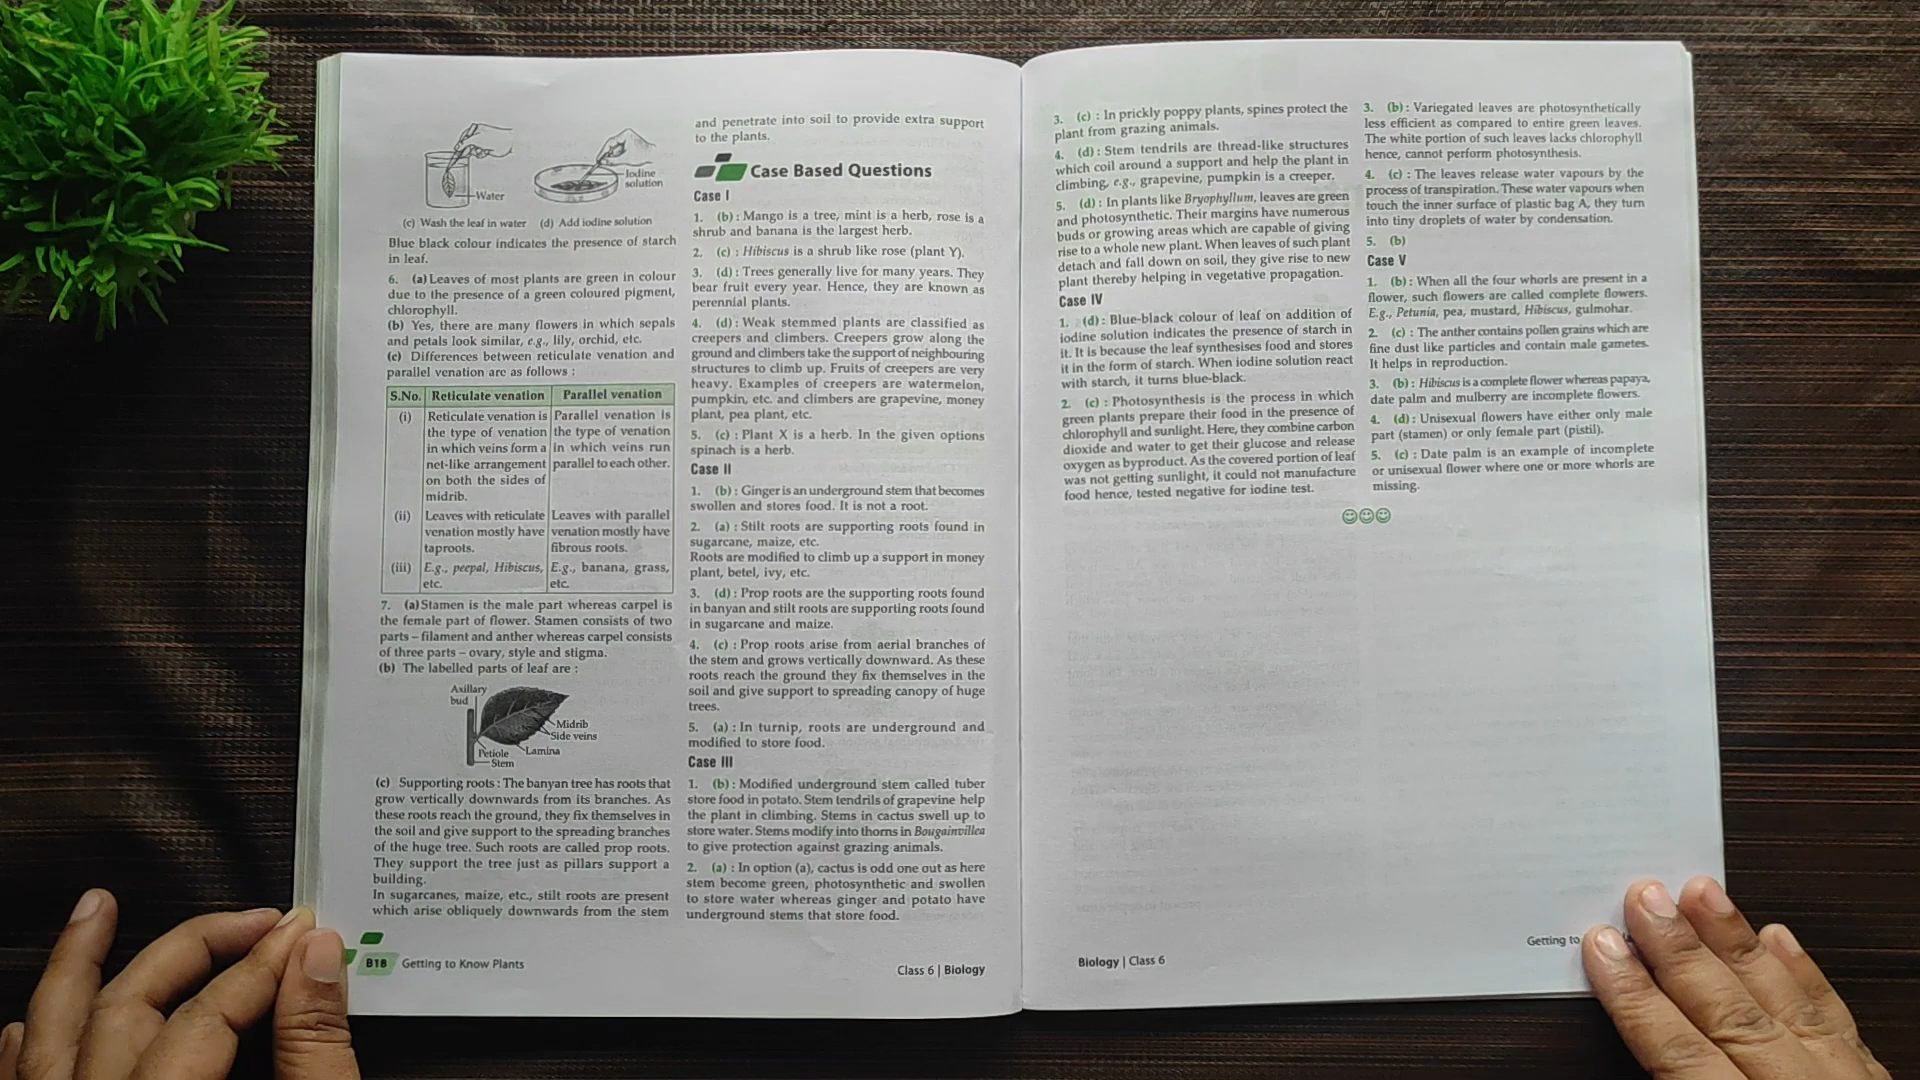 Water
Iodine
solution
(c) Wash the leaf in water (d) Add iodine solution
Blue black colour indicates the presence of starch
in leaf.
6. (a) Leaves of most plants are green in colour
due to the presence of a green coloured pigment,
chlorophyll.
(b) Yes, there are many flowers in which sepals
and petals look similar, e.g., lily, orchid, etc.
(c) Differences between reticulate venation and
parallel venation are as follows :
S.No. Reticulate venation Parallel venation
(i) Reticulate venation is Parallel venation is
the type of venation the type of venation
in which veins form a in which veins run
net-like arrangement parallel to each other.
on both the sides of
midrib.
(ii) Leaves with reticulate Leaves with parallel
venation mostly have venation mostly have
taproots. fibrous roots.
(iii) E.g., peepal, Hibiscus, E.g., banana, grass,
etc. etc.
7. (a) Stamen is the male part whereas carpel is
the female part of flower. Stamen consists of two
parts – filament and anther whereas carpel consists
of three parts – ovary, style and stigma.
(b) The labelled parts of leaf are :
Axillary
bud
Midrib
Side veins
Lamina
Petiole
Stem
(c) Supporting roots : The banyan tree has roots that
grow vertically downwards from its branches. As
these roots reach the ground, they fix themselves in
the soil and give support to the spreading branches
of the huge tree. Such roots are called prop roots.
They support the tree just as pillars support a
building.
In sugarcanes, maize, etc., stilt roots are present
which arise obliquely downwards from the stem
and penetrate into soil to provide extra support
to the plants.
Case Based Questions
Case I
1. (b) : Mango is a tree, mint is a herb, rose is a
shrub and banana is the largest herb.
2. (c) : Hibiscus is a shrub like rose (plant Y).
3. (d) : Trees generally live for many years. They
bear fruit every year. Hence, they are known as
perennial plants.
4. (d) : Weak stemmed plants are classified as
creepers and climbers. Creepers grow along the
ground and climbers take the support of neighbouring
structures to climb up. Fruits of creepers are very
heavy. Examples of creepers are watermelon,
pumpkin, etc. and climbers are grapevine, money
plant, pea plant, etc.
5. (c) : Plant X is a herb. In the given options
spinach is a herb.
Case II
1. (b) : Ginger is an underground stem that becomes
swollen and stores food. It is not a root.
2. (a) : Stilt roots are supporting roots found in
sugarcane, maize, etc.
Roots are modified to climb up a support in money
plant, betel, ivy, etc.
3. (d) : Prop roots are the supporting roots found
in banyan and stilt roots are supporting roots found
in sugarcane and maize.
4. (c) : Prop roots arise from aerial branches of
the stem and grows vertically downward. As these
roots reach the ground they fix themselves in the
soil and give support to spreading canopy of huge
trees.
5. (a) : In turnip, roots are underground and
modified to store food.
Case III
1. (b) : Modified underground stem called tuber
store food in potato. Stem tendrils of grapevine help
the plant in climbing. Stems in cactus swell up to
store water. Stems modify into thorns in Bougainvillea
to give protection against grazing animals.
2. (a) : In option (a), cactus is odd one out as here
stem become green, photosynthetic and swollen
to store water whereas ginger and potato have
underground stems that store food.
B18 Getting to Know Plants
Class 6 | Biology
3. (c) : In prickly poppy plants, spines protect the
plant from grazing animals.
4. (d) : Stem tendrils are thread-like structures
which coil around a support and help the plant in
climbing, e.g., grapevine, pumpkin is a creeper.
5. (d) : In plants like Bryophyllum, leaves are green
and photosynthetic. Their margins have numerous
buds or growing areas which are capable of giving
rise to a whole new plant. When leaves of such plant
detach and fall down on soil, they give rise to new
plant thereby helping in vegetative propagation.
Case IV
1. (d) : Blue-black colour of leaf on addition of
iodine solution indicates the presence of starch in
it. It is because the leaf synthesises food and stores
it in the form of starch. When iodine solution react
with starch, it turns blue-black.
2. (c) : Photosynthesis is the process in which
green plants prepare their food in the presence of
chlorophyll and sunlight. Here, they combine carbon
dioxide and water to get their glucose and release
oxygen as byproduct. As the covered portion of leaf
was not getting sunlight, it could not manufacture
food hence, tested negative for iodine test.
3. (b) : Variegated leaves are photosynthetically
less efficient as compared to entire green leaves.
The white portion of such leaves lacks chlorophyll
hence, cannot perform photosynthesis.
4. (c) : The leaves release water vapours by the
process of transpiration. These water vapours when
touch the inner surface of plastic bag A, they turn
into tiny droplets of water by condensation.
5. (b)
Case V
1. (b) : When all the four whorls are present in a
flower, such flowers are called complete flowers.
E.g., Petunia, pea, mustard, Hibiscus, gulmohar.
2. (c) : The anther contains pollen grains which are
fine dust like particles and contain male gametes.
It helps in reproduction.
3. (b) : Hibiscus is a complete flower whereas papaya,
date palm and mulberry are incomplete flowers.
4. (d) : Unisexual flowers have either only male
part (stamen) or only female part (pistil).
5. (c) : Date palm is an example of incomplete
or unisexual flower where one or more whorls are
missing.
Biology | Class 6
Getting to